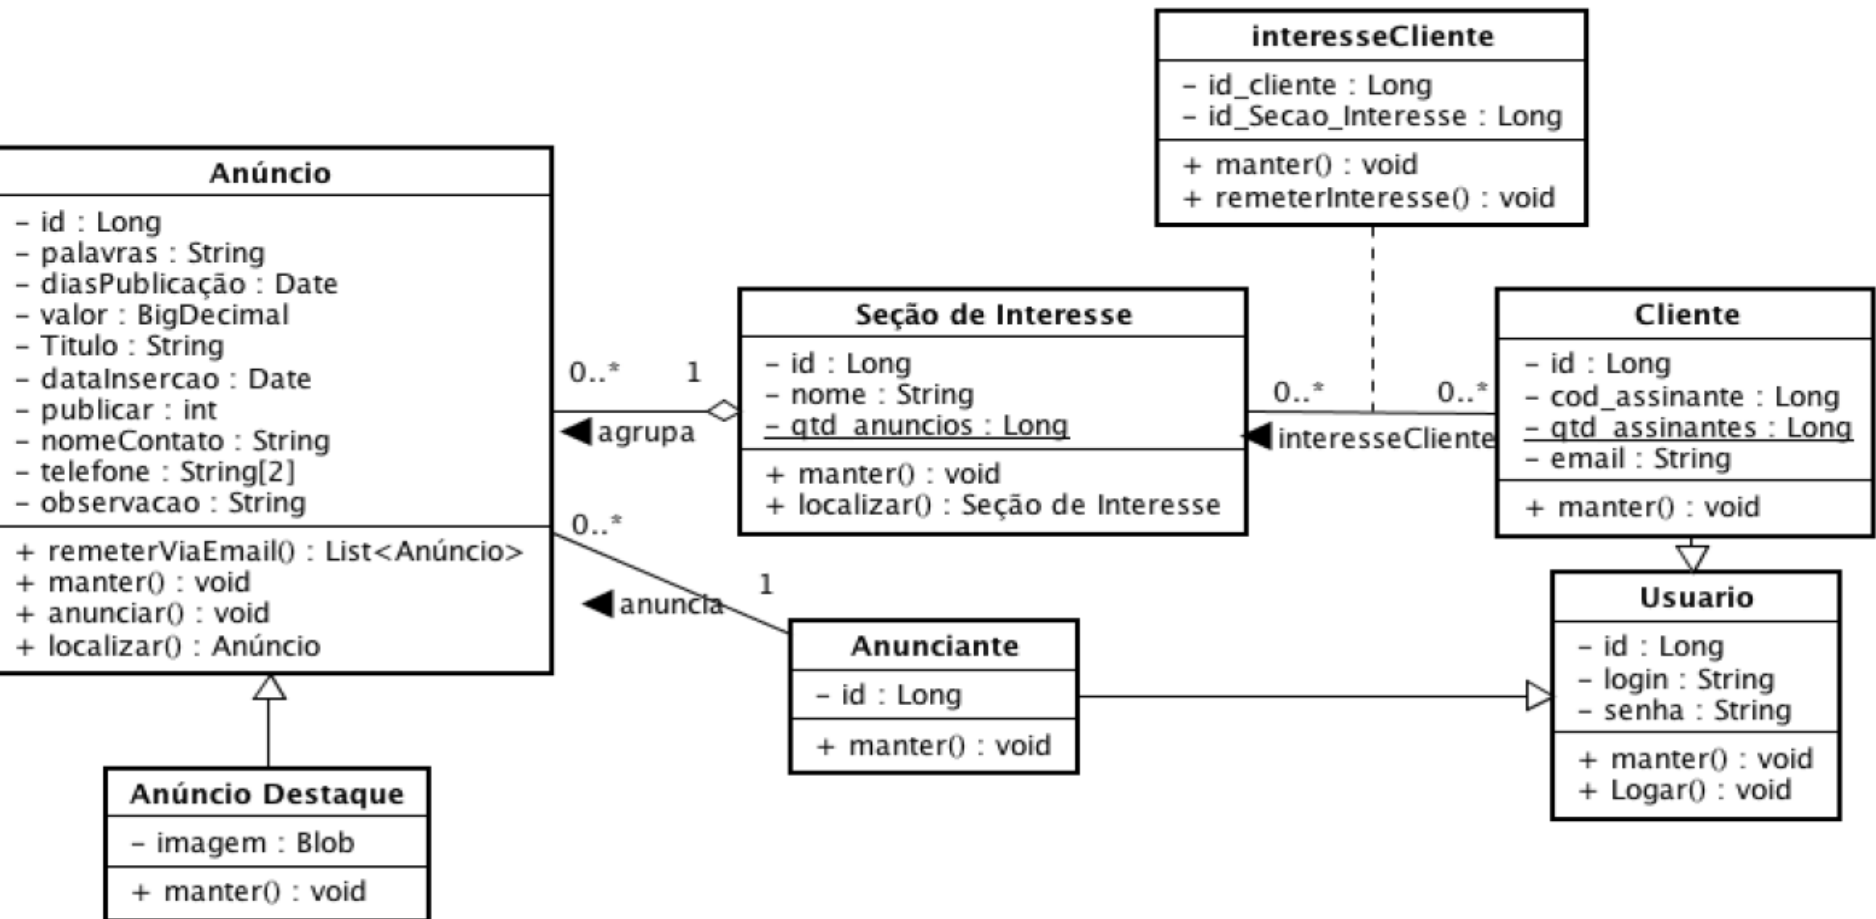 interesseCliente
- id_cliente : Long
- id_Secao_Interesse : Long
+ manter() : void
+ remeterInteresse() : void
Anúncio
- id : Long
- palavras : String
- diasPublicação : Date
- valor : BigDecimal
- Titulo : String
- dataInsercao : Date
- publicar : int
- nomeContato : String
- telefone : String[2]
- observacao : String
+ remeterViaEmail() : List<Anúncio>
+ manter() : void
+ anunciar() : void
+ localizar() : Anúncio
0..* 1
agrupa
Seção de Interesse
- id : Long
- nome : String
- qtd_anuncios : Long
+ manter() : void
+ localizar() : Seção de Interesse
0..* 0..*
interesseCliente
Cliente
- id : Long
- cod_assinante : Long
- qtd_assinantes : Long
- email : String
+ manter() : void
0..*
1
anuncia
Anunciante
- id : Long
+ manter() : void
Usuario
- id : Long
- login : String
- senha : String
+ manter() : void
+ Logar() : void
Anúncio Destaque
- imagem : Blob
+ manter() : void